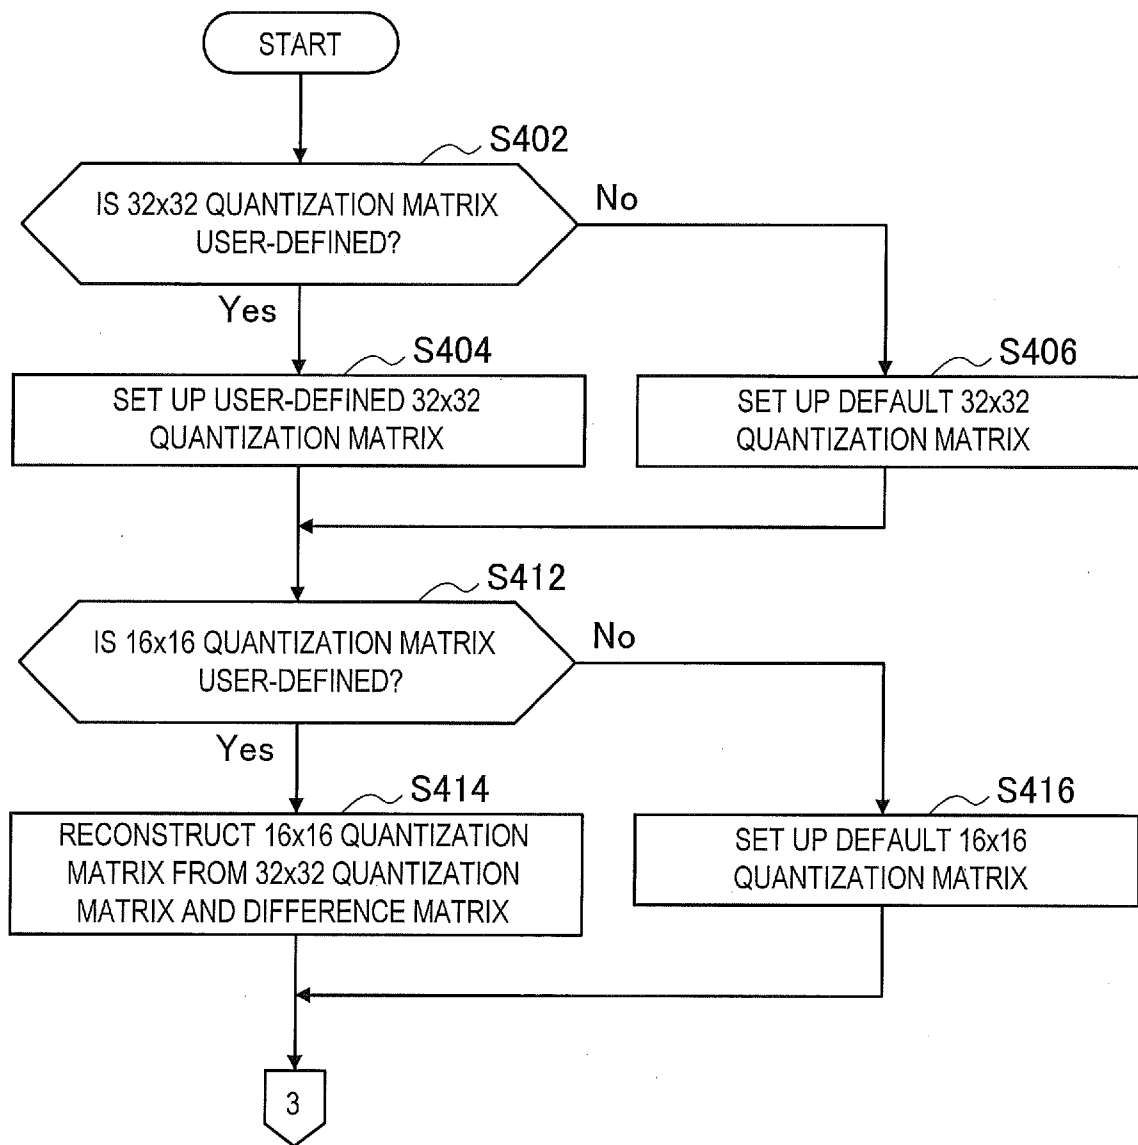 START
S402
IS 32x32 QUANTIZATION MATRIX
USER-DEFINED?
No
Yes
S404
SET UP USER-DEFINED 32x32
QUANTIZATION MATRIX
S406
SET UP DEFAULT 32x32
QUANTIZATION MATRIX
S412
IS 16x16 QUANTIZATION MATRIX
USER-DEFINED?
No
Yes
S414
RECONSTRUCT 16x16 QUANTIZATION
MATRIX FROM 32x32 QUANTIZATION
MATRIX AND DIFFERENCE MATRIX
S416
SET UP DEFAULT 16x16
QUANTIZATION MATRIX
3